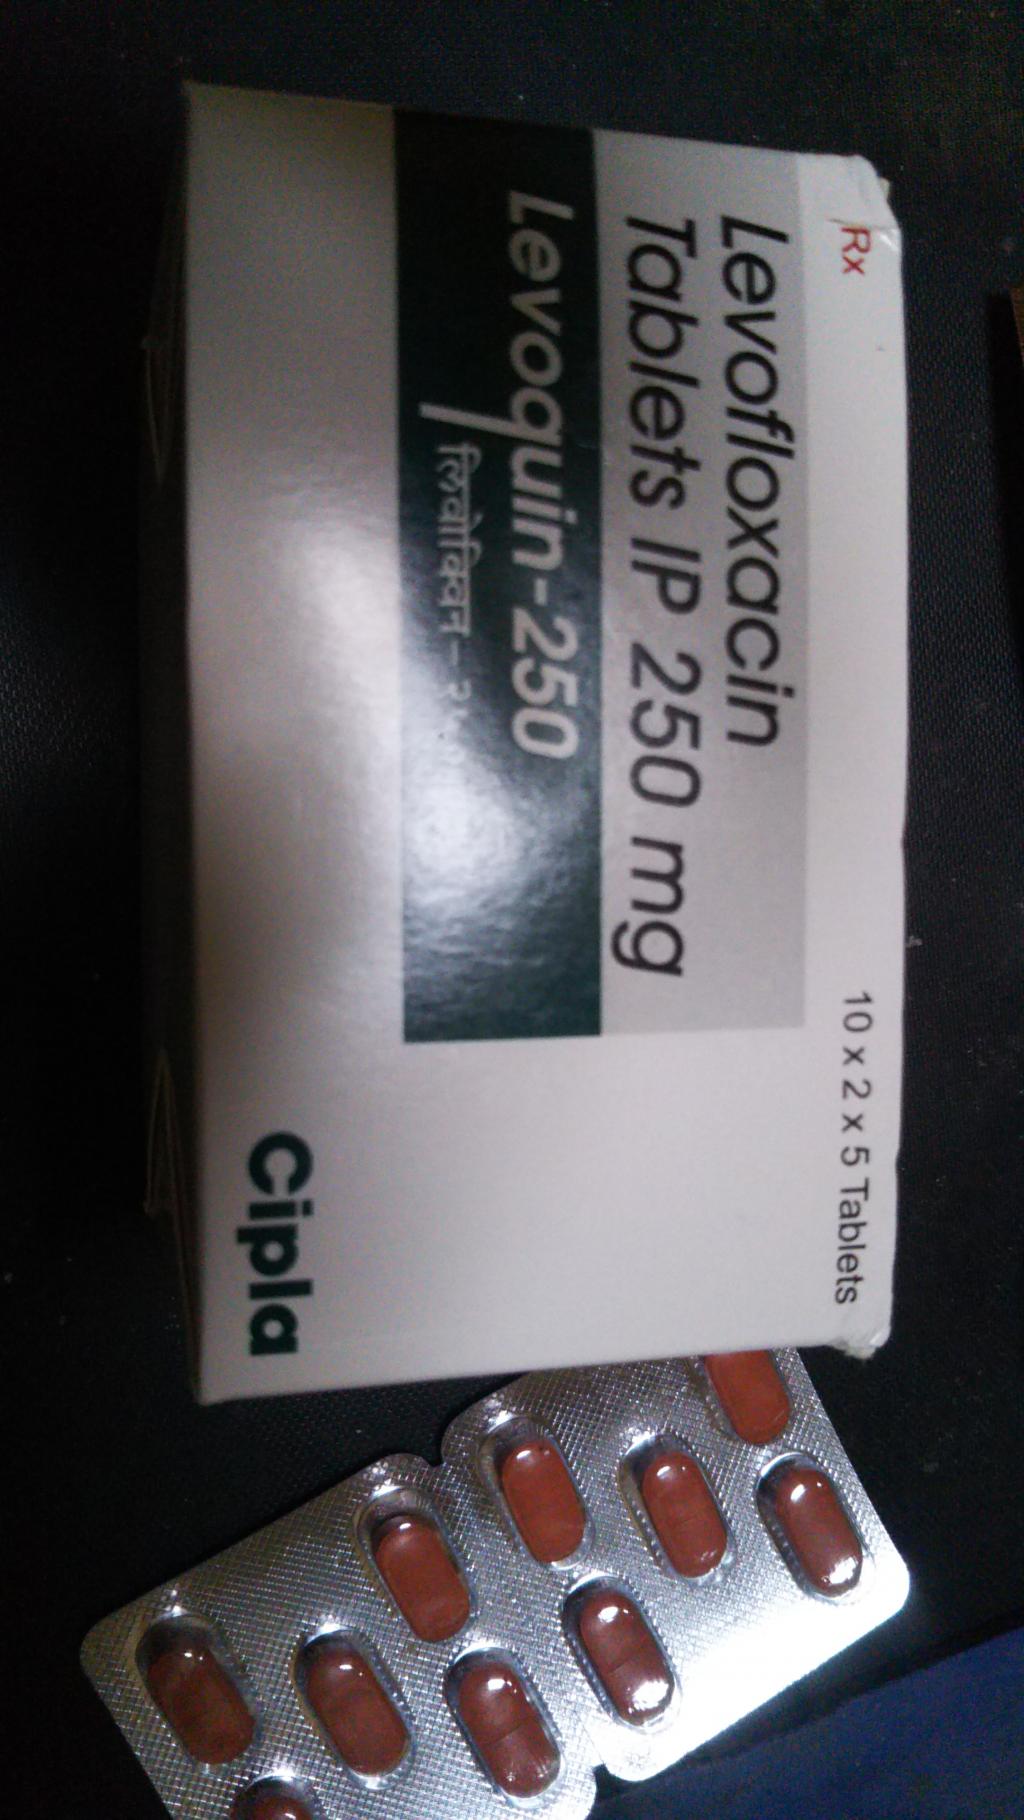 Rx
10 x 2 x 5 Tablets
Levofloxacin
Tablets IP 250 mg
Levoquin-250
लिवोक्विन -
Cipla